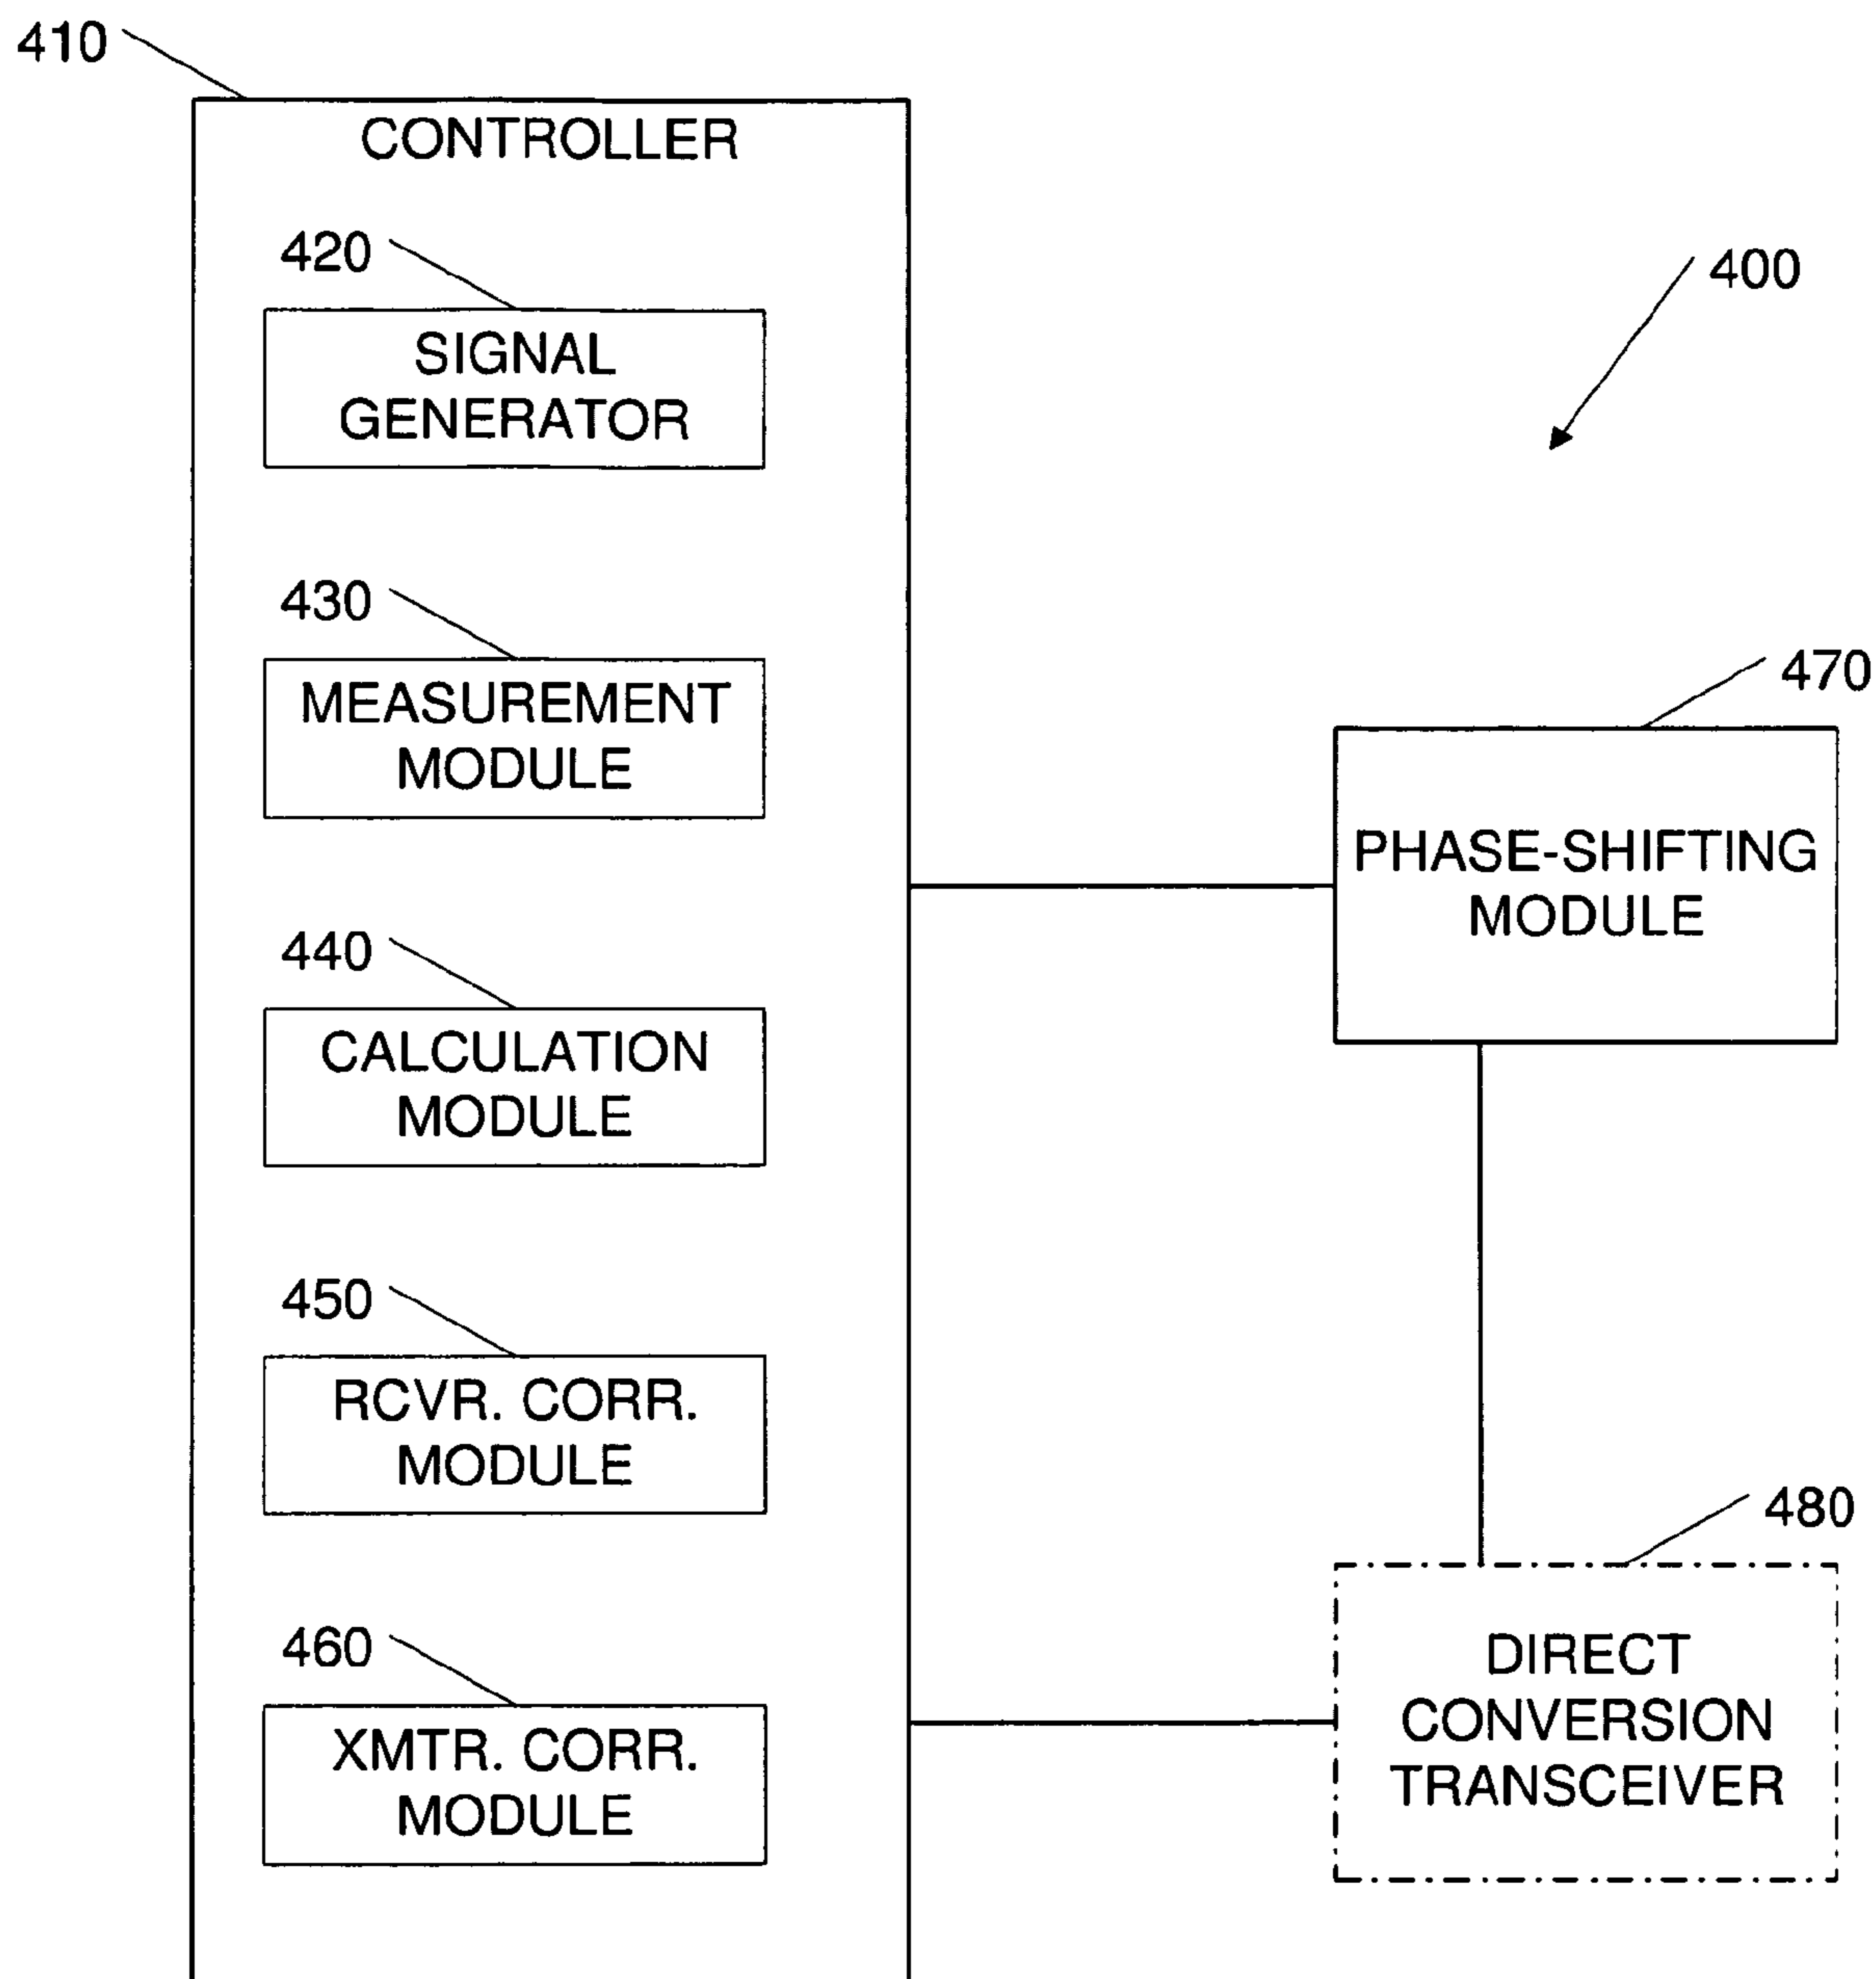 410
CONTROLLER
420
SIGNAL
GENERATOR
400
430
MEASUREMENT
MODULE
470
PHASE-SHIFTING
MODULE
440
CALCULATION
MODULE
450
RCVR. CORR.
MODULE
480
DIRECT
CONVERSION
TRANSCEIVER
460
XMTR. CORR.
MODULE